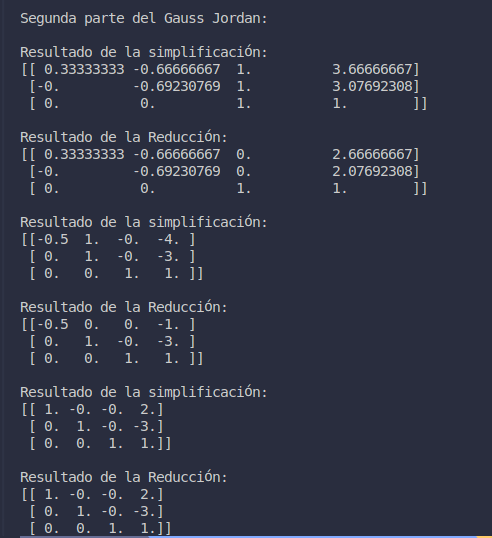 Segunda parte del Gauss Jordan:

Resultado de la simplificación:
[[ 0.33333333 -0.66666667  1.          3.66666667]
 [-0.         -0.69230769  1.          3.07692308]
 [ 0.          0.          1.          1.        ]]

Resultado de la Reducción:
[[ 0.33333333 -0.66666667  0.          2.66666667]
 [-0.         -0.69230769  0.          2.07692308]
 [ 0.          0.          1.          1.        ]]

Resultado de la simplificación:
[[-0.5  1.  -0.  -4. ]
 [ 0.   1.  -0.  -3. ]
 [ 0.   0.   1.   1. ]]

Resultado de la Reducción:
[[-0.5  0.   0.  -1. ]
 [ 0.   1.  -0.  -3. ]
 [ 0.   0.   1.   1. ]]

Resultado de la simplificación:
[[ 1. -0. -0.  2.]
 [ 0.  1. -0. -3.]
 [ 0.  0.  1.  1.]]

Resultado de la Reducción:
[[ 1. -0. -0.  2.]
 [ 0.  1. -0. -3.]
 [ 0.  0.  1.  1.]]